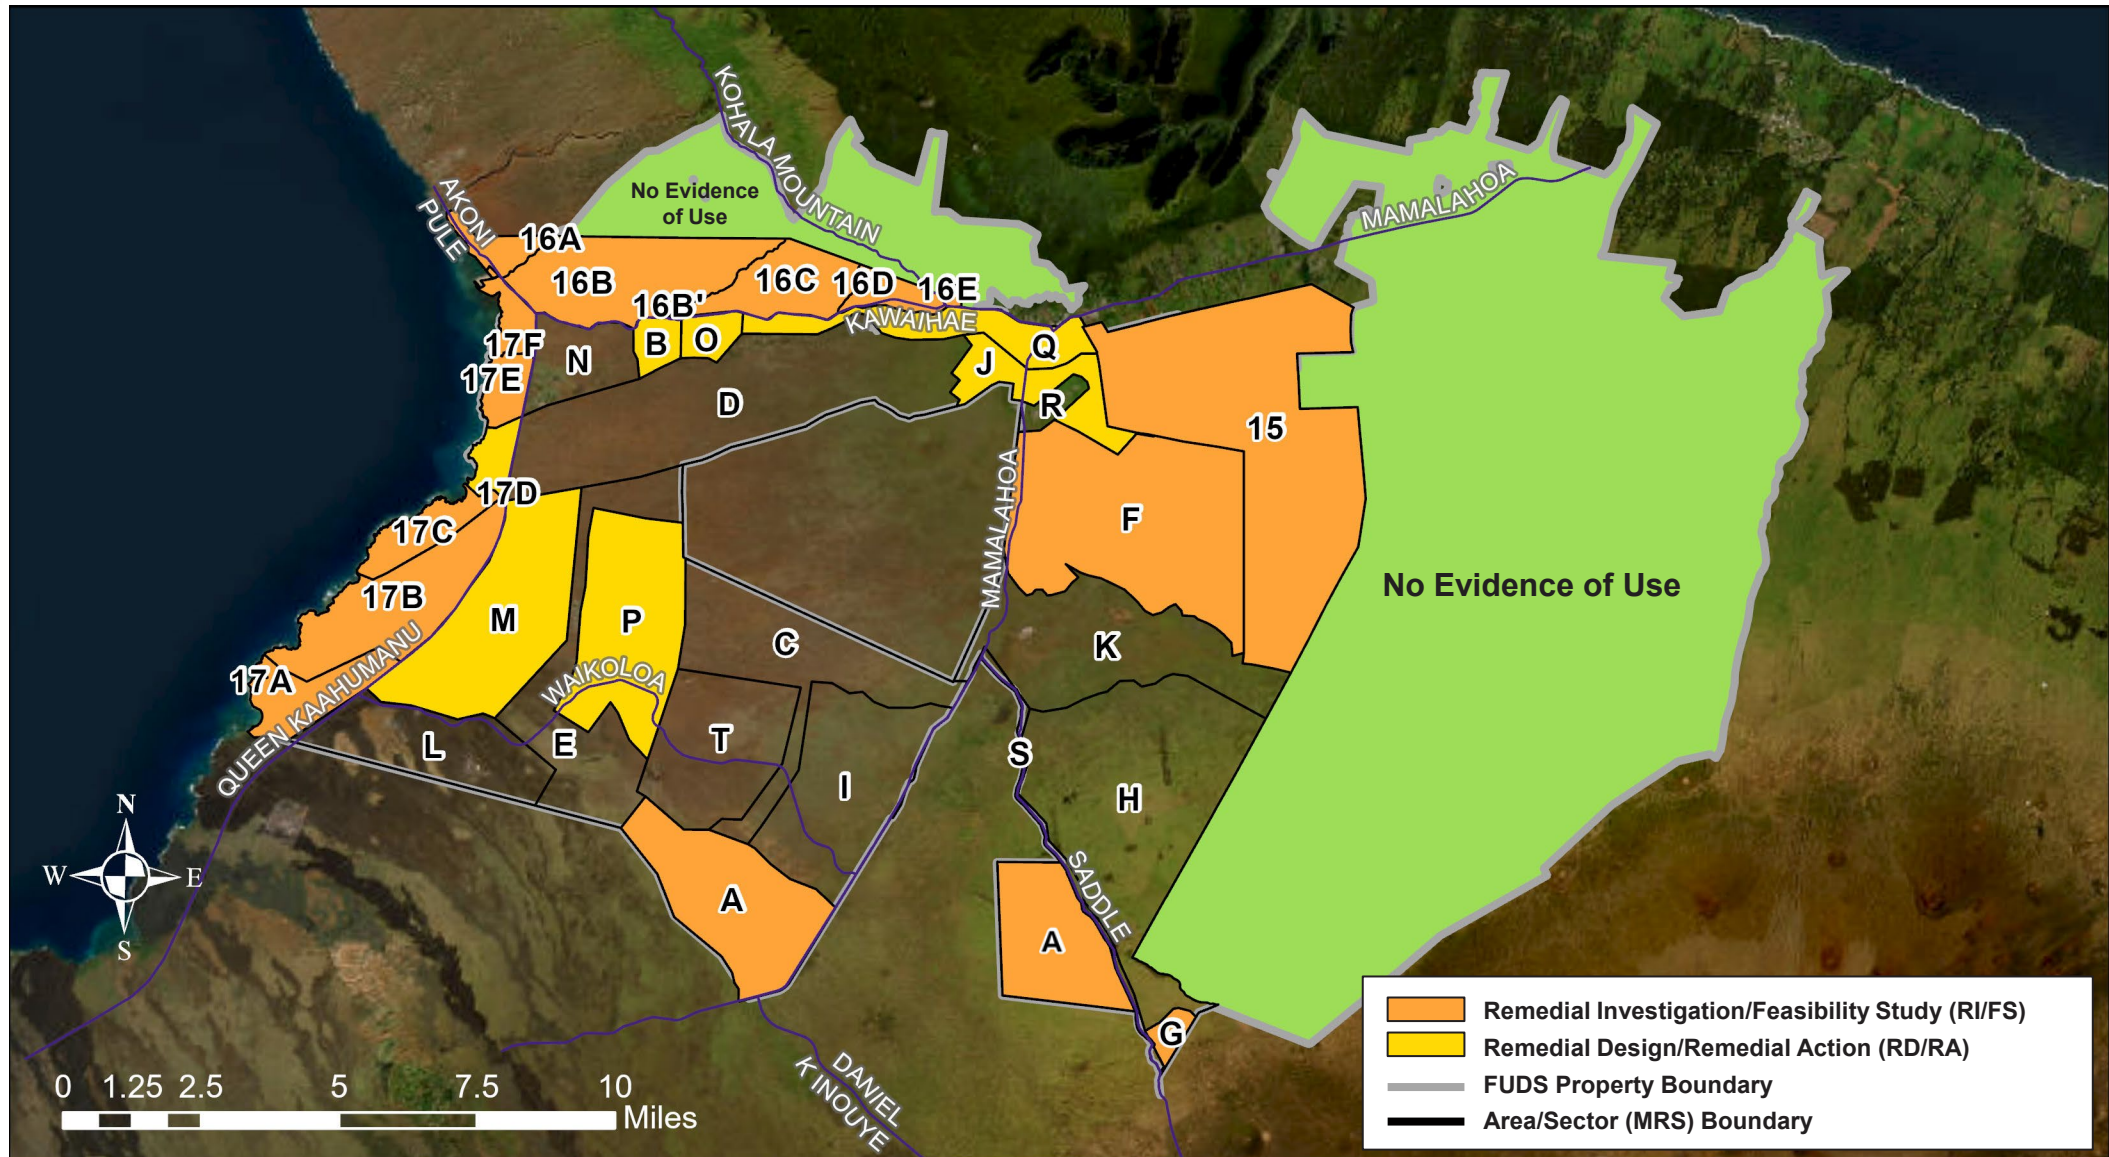 KOHALA MOUNTAIN
No Evidence
of Use
AKONI
PULE
MAMALAHOA
16A
16B
16B'
16C
16D
16E
KAWAIHAE
17F
17E
N
B
O
J
Q
R
D
15
17D
17C
17B
17A
M
P
C
MAMALAHOA
F
K
No Evidence of Use
QUEEN KAAHUMANU
WAIKOLOA
L
E
T
I
S
H
A
A
SADDLE
G
DANIEL
K INOUYE
N
W
E
S
0 1.25 2.5 5 7.5 10
Miles
Remedial Investigation/Feasibility Study (RI/FS)
Remedial Design/Remedial Action (RD/RA)
FUDS Property Boundary
Area/Sector (MRS) Boundary